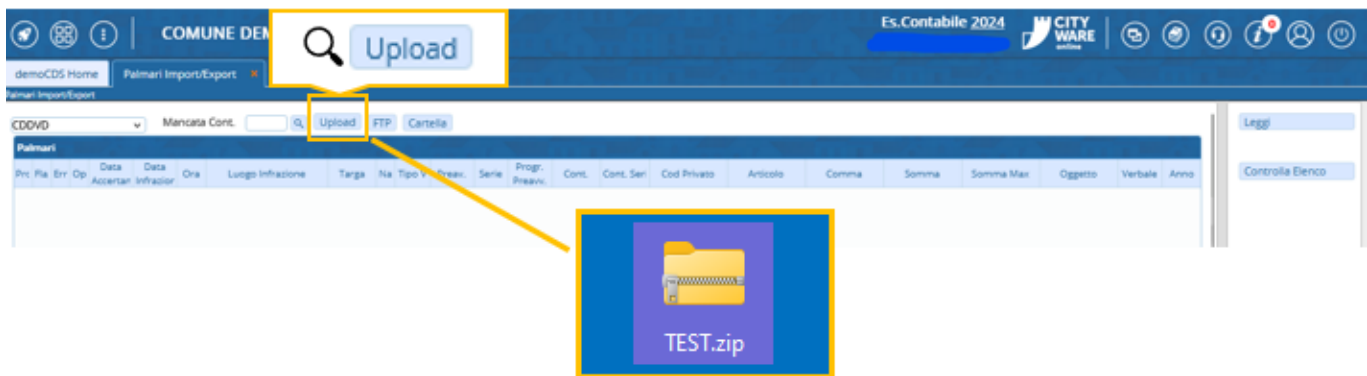 COMUNE DEM
Upload
Es.Contabile 2024
CITY
WARE
online
demoCDS Home
Palmari Import/Export
Palmari Import/Export
CDDVD
Mancata Cont.
Upload
FTP
Cartella
Leggi
Palmari
Prc Fla Err Op Data Accertam Data Infrazion Ora Luogo Infrazione Targa Na Tipo V Preav. Serie Progr. Preavv. Cont. Cont. Seri Cod Privato Articolo Comma Somma Somma Max Oggetto Verbale Anno
Controlla Elenco
TEST.zip